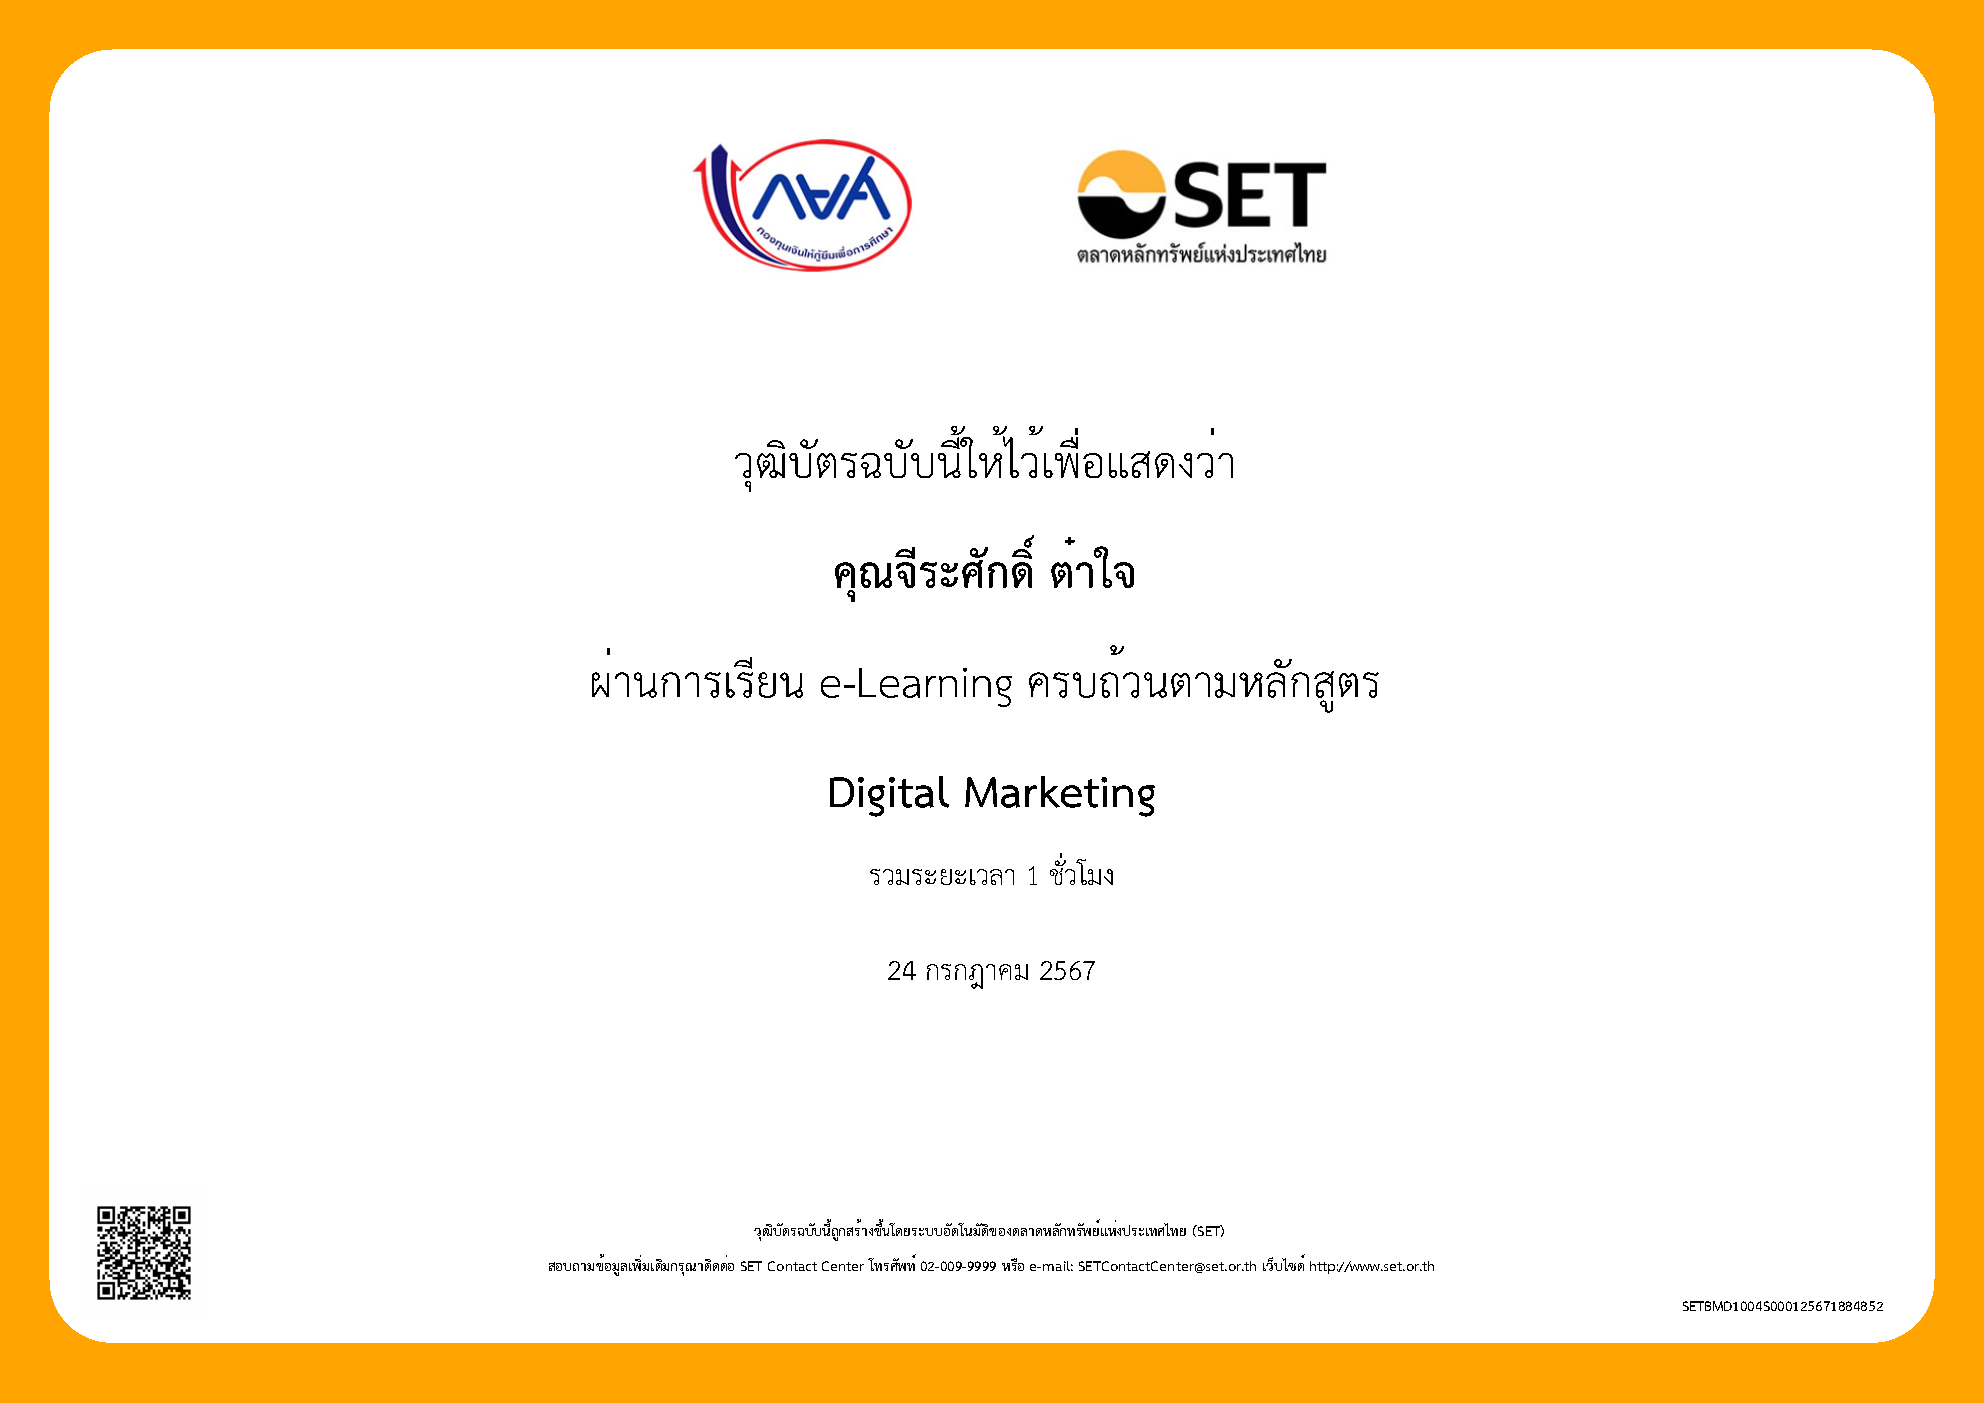 กยศ
กองทุนเงินให้กู้ยืมเพื่อการศึกษา
SET
ตลาดหลักทรัพย์แห่งประเทศไทย
วุฒิบัตรฉบับนี้ให้ไว้เพื่อแสดงว่า
คุณจีระศักดิ์ ต๋าใจ
ผ่านการเรียน e-Learning ครบถ้วนตามหลักสูตร
Digital Marketing
รวมระยะเวลา 1 ชั่วโมง
24 กรกฎาคม 2567
วุฒิบัตรฉบับนี้ถูกสร้างขึ้นโดยระบบอัตโนมัติของตลาดหลักทรัพย์แห่งประเทศไทย (SET)
สอบถามข้อมูลเพิ่มเติมกรุณาติดต่อ SET Contact Center โทรศัพท์ 02-009-9999 หรือ e-mail: SETContactCenter@set.or.th เว็บไซต์ http://www.set.or.th
SETBMD1004S000125671884852